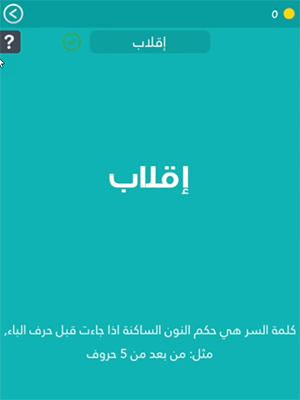 0
?
إقلاب
إقلاب
كلمة السر هي حكم النون الساكنة اذا جاءت قبل حرف الباء,
مثل: من بعد من 5 حروف